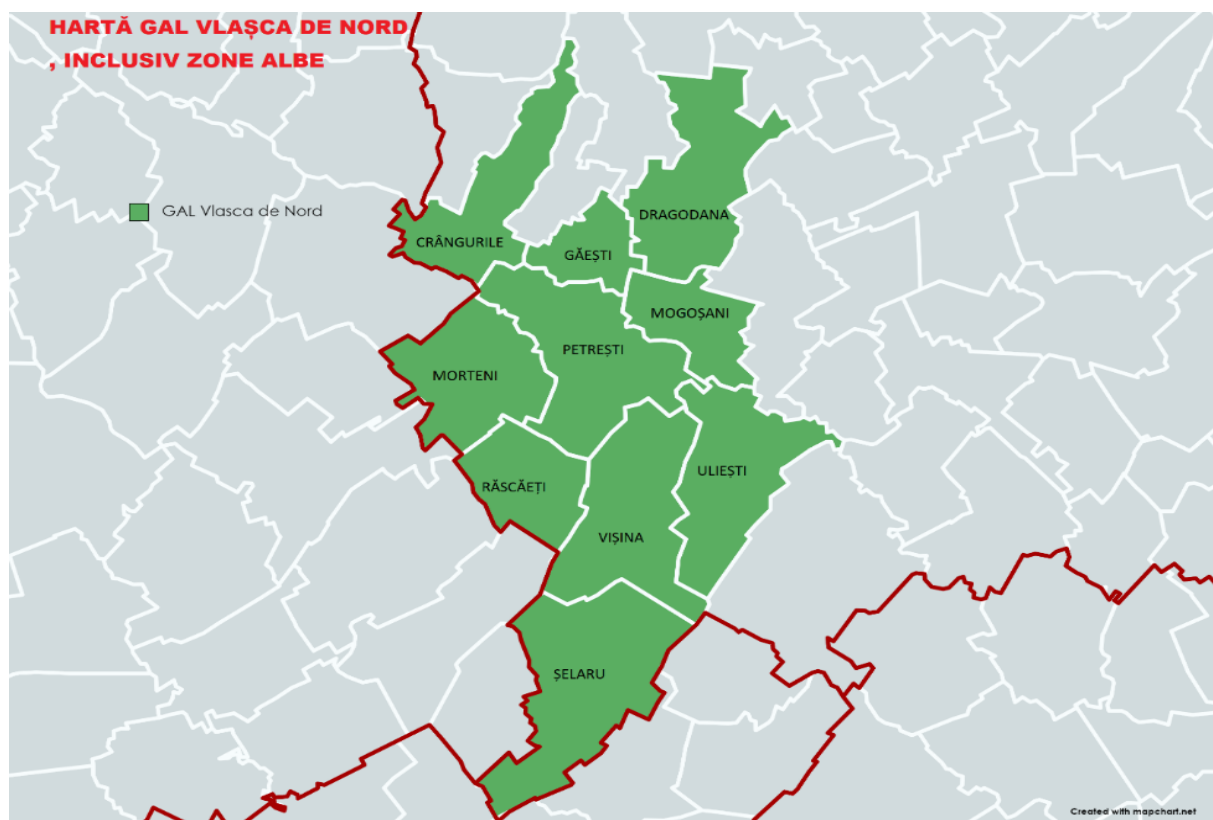 HARTĂ GAL VLAȘCA DE NORD
, INCLUSIV ZONE ALBE
GAL Vlasca de Nord
DRAGODANA
CRÂNGURILE
GĂEȘTI
MOGOȘANI
PETREȘTI
MORTENI
ULIEȘTI
RĂSCĂEȚI
VIȘINA
ȘELARU
Created with mapchart.net